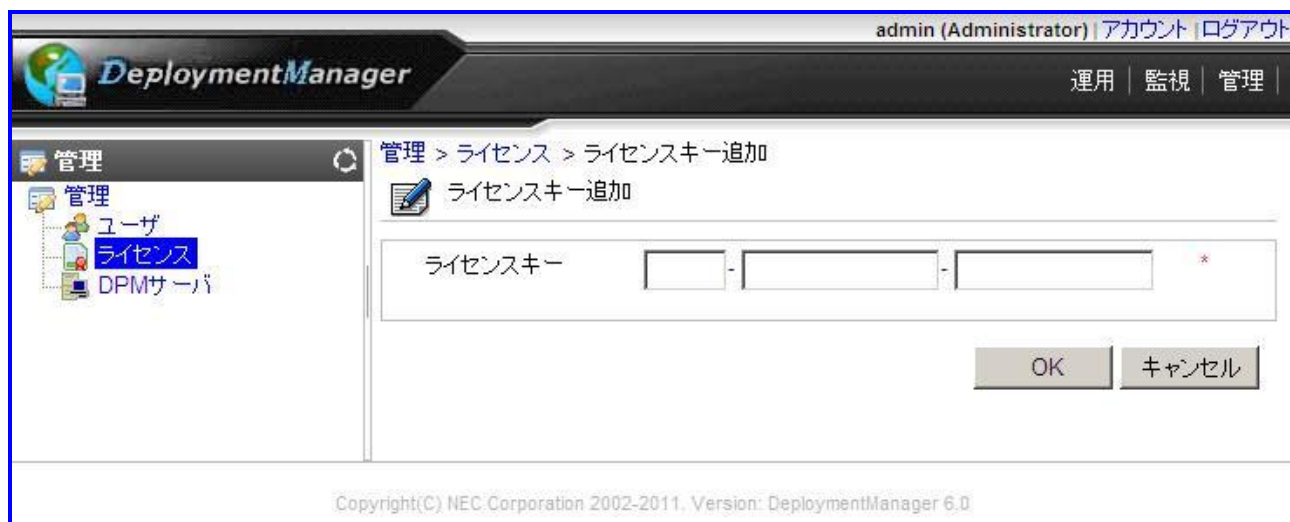 admin (Administrator) | アカウント | ログアウト
DeploymentManager
運用 | 監視 | 管理 |
管理
管理
ユーザ
ライセンス
DPMサーバ
管理 > ライセンス > ライセンスキー追加
ライセンスキー追加
ライセンスキー - - *
OK キャンセル
Copyright(C) NEC Corporation 2002-2011. Version: DeploymentManager 6.0